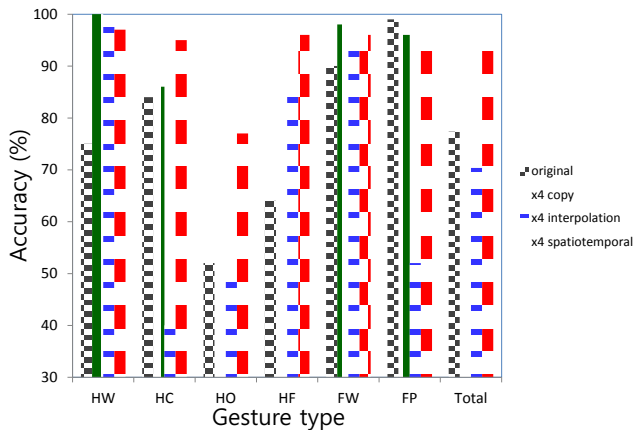 100
90
80
70
60
50
40
30
Accuracy (%)
HW HC HO HF FW FP Total
Gesture type
original
x4 copy
x4 interpolation
x4 spatiotemporal